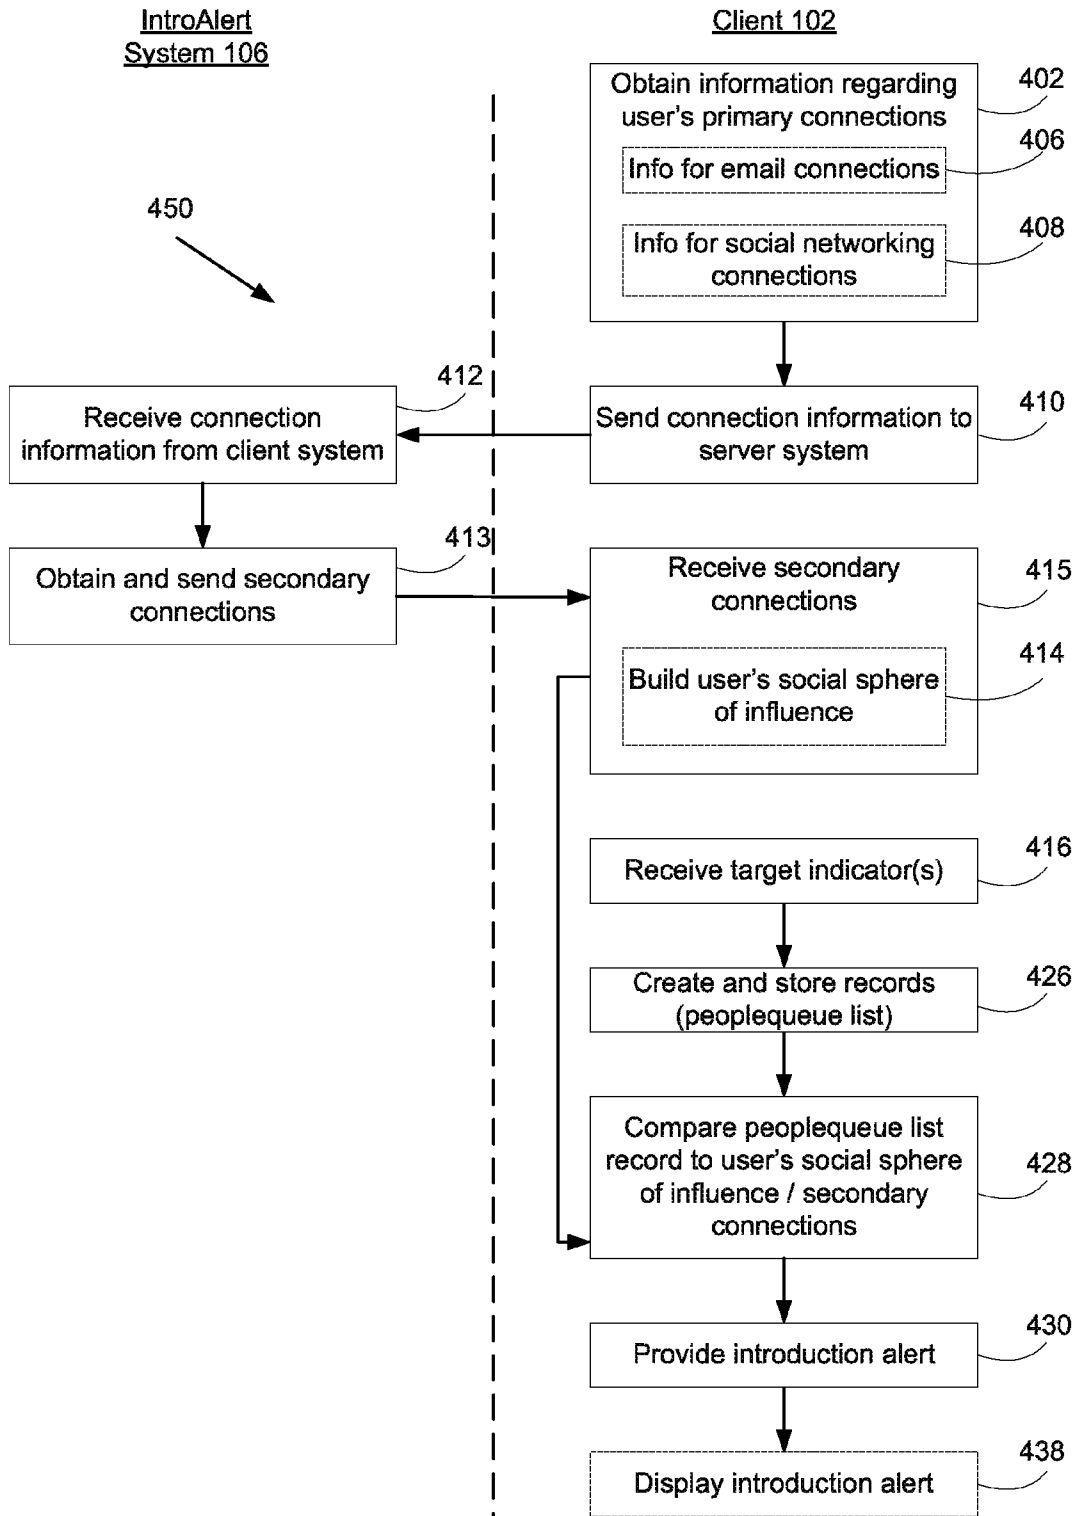 IntroAlert
System 106
Client 102
Obtain information regarding
user's primary connections
402
406
Info for email connections
408
Info for social networking
connections
450
412
Receive connection
information from client system
Send connection information to
server system
410
413
Obtain and send secondary
connections
Receive secondary
connections
415
414
Build user's social sphere
of influence
416
Receive target indicator(s)
426
Create and store records
(peoplequeue list)
Compare peoplequeue list
record to user's social sphere
of influence / secondary
connections
428
430
Provide introduction alert
438
Display introduction alert